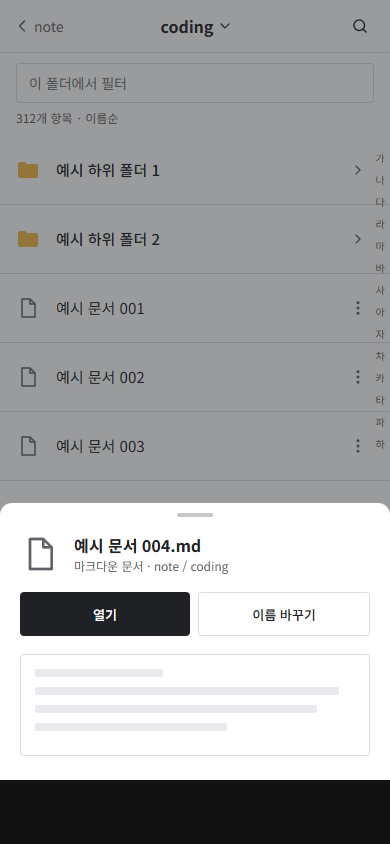 note
coding
이 폴더에서 필터
312개 항목 · 이름순
예시 하위 폴더 1
예시 하위 폴더 2
예시 문서 001
예시 문서 002
예시 문서 003
가
나
다
라
마
바
사
아
자
차
카
타
파
하
예시 문서 004.md
마크다운 문서 · note / coding
열기
이름 바꾸기